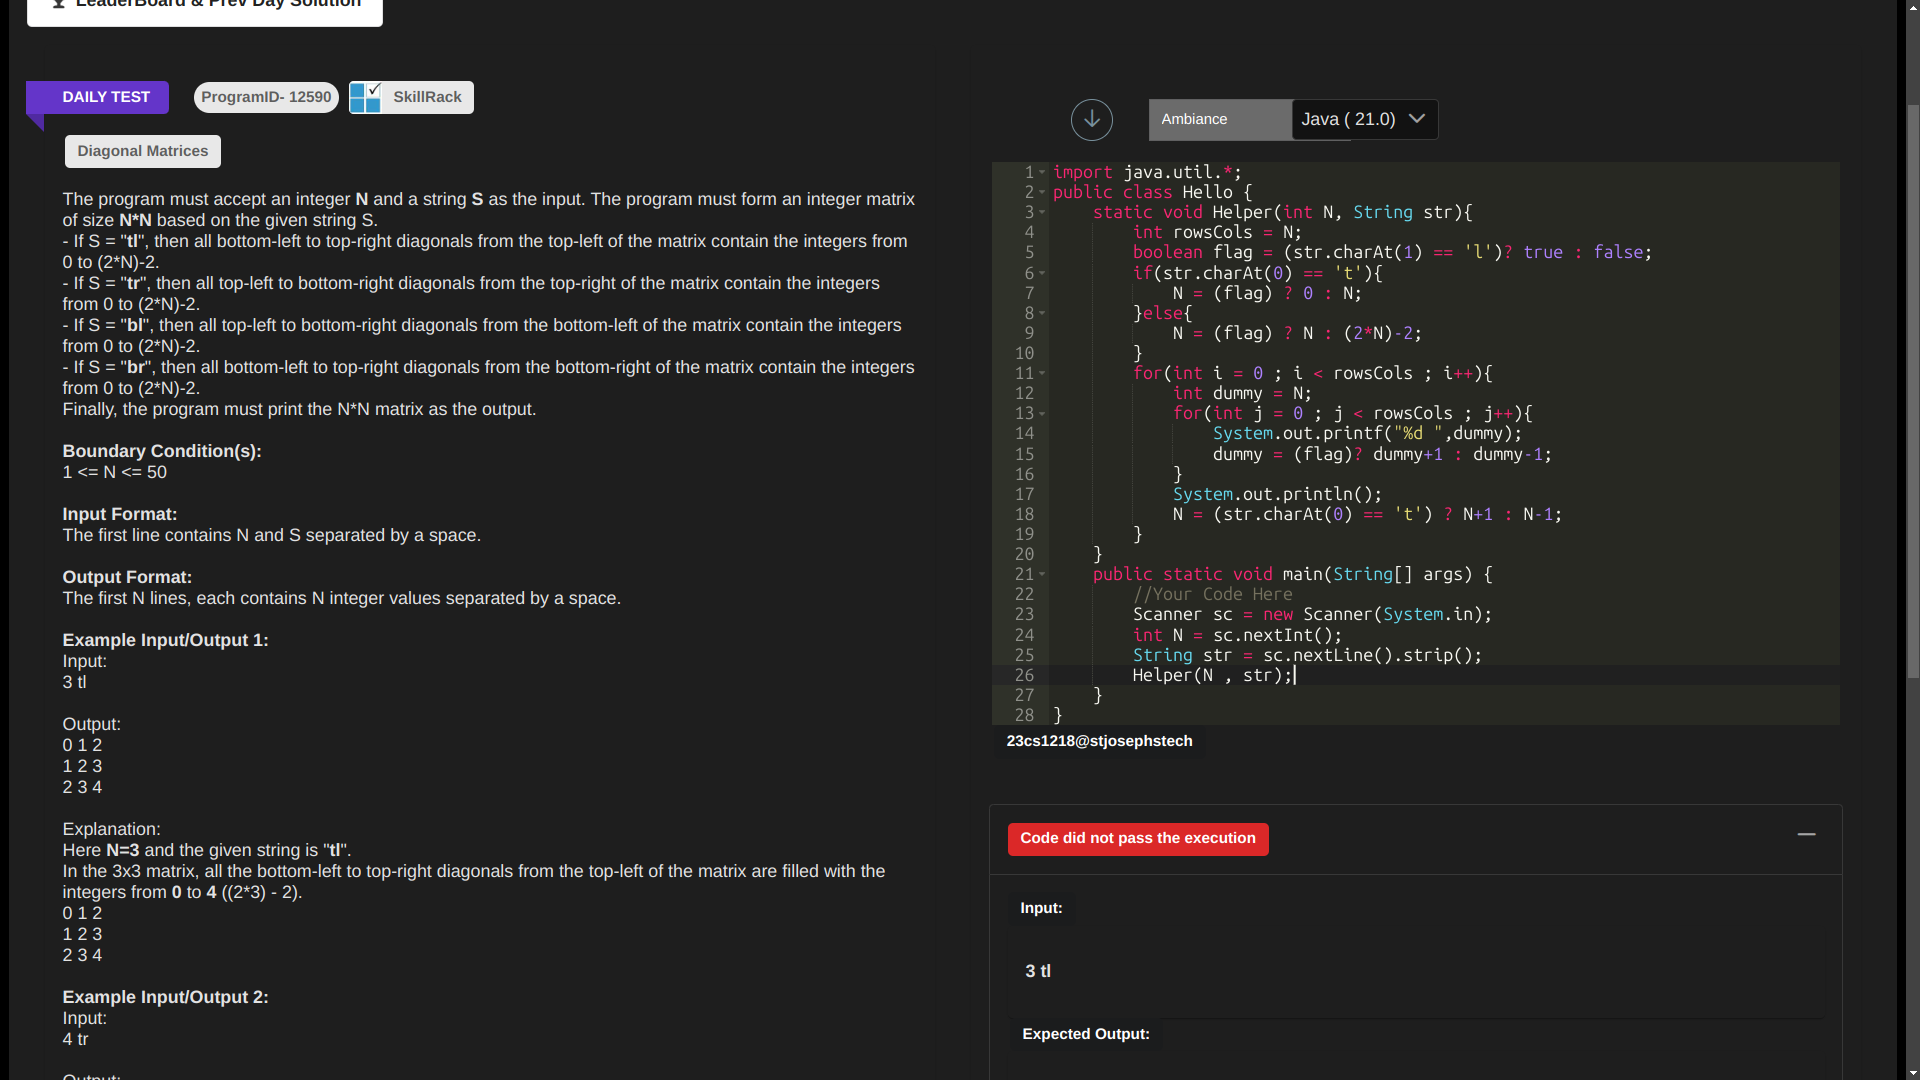 LeaderBoard & Prev Day Solution
DAILY TEST
ProgramID- 12590
SkillRack
Diagonal Matrices
The program must accept an integer N and a string S as the input. The program must form an integer matrix
of size N*N based on the given string S.
- If S = "tl", then all bottom-left to top-right diagonals from the top-left of the matrix contain the integers from
0 to (2*N)-2.
- If S = "tr", then all top-left to bottom-right diagonals from the top-right of the matrix contain the integers
from 0 to (2*N)-2.
- If S = "bl", then all top-left to bottom-right diagonals from the bottom-left of the matrix contain the integers
from 0 to (2*N)-2.
- If S = "br", then all bottom-left to top-right diagonals from the bottom-right of the matrix contain the integers
from 0 to (2*N)-2.
Finally, the program must print the N*N matrix as the output.
Boundary Condition(s):
1 <= N <= 50
Input Format:
The first line contains N and S separated by a space.
Output Format:
The first N lines, each contains N integer values separated by a space.
Example Input/Output 1:
Input:
3 tl
Output:
0 1 2
1 2 3
2 3 4
Explanation:
Here N=3 and the given string is "tl".
In the 3x3 matrix, all the bottom-left to top-right diagonals from the top-left of the matrix are filled with the
integers from 0 to 4 ((2*3) - 2).
0 1 2
1 2 3
2 3 4
Example Input/Output 2:
Input:
4 tr
Output:
Ambiance
Java ( 21.0)
1 import java.util.*;
2 public class Hello {
3     static void Helper(int N, String str){
4         int rowsCols = N;
5         boolean flag = (str.charAt(1) == 'l')? true : false;
6         if(str.charAt(0) == 't'){
7             N = (flag) ? 0 : N;
8         }else{
9             N = (flag) ? N : (2*N)-2;
10         }
11         for(int i = 0 ; i < rowsCols ; i++){
12             int dummy = N;
13             for(int j = 0 ; j < rowsCols ; j++){
14                 System.out.printf("%d ",dummy);
15                 dummy = (flag)? dummy+1 : dummy-1;
16             }
17             System.out.println();
18             N = (str.charAt(0) == 't') ? N+1 : N-1;
19         }
20     }
21     public static void main(String[] args) {
22         //Your Code Here
23         Scanner sc = new Scanner(System.in);
24         int N = sc.nextInt();
25         String str = sc.nextLine().strip();
26         Helper(N , str);
27     }
28 }
23cs1218@stjosephstech
Code did not pass the execution
Input:
3 tl
Expected Output: